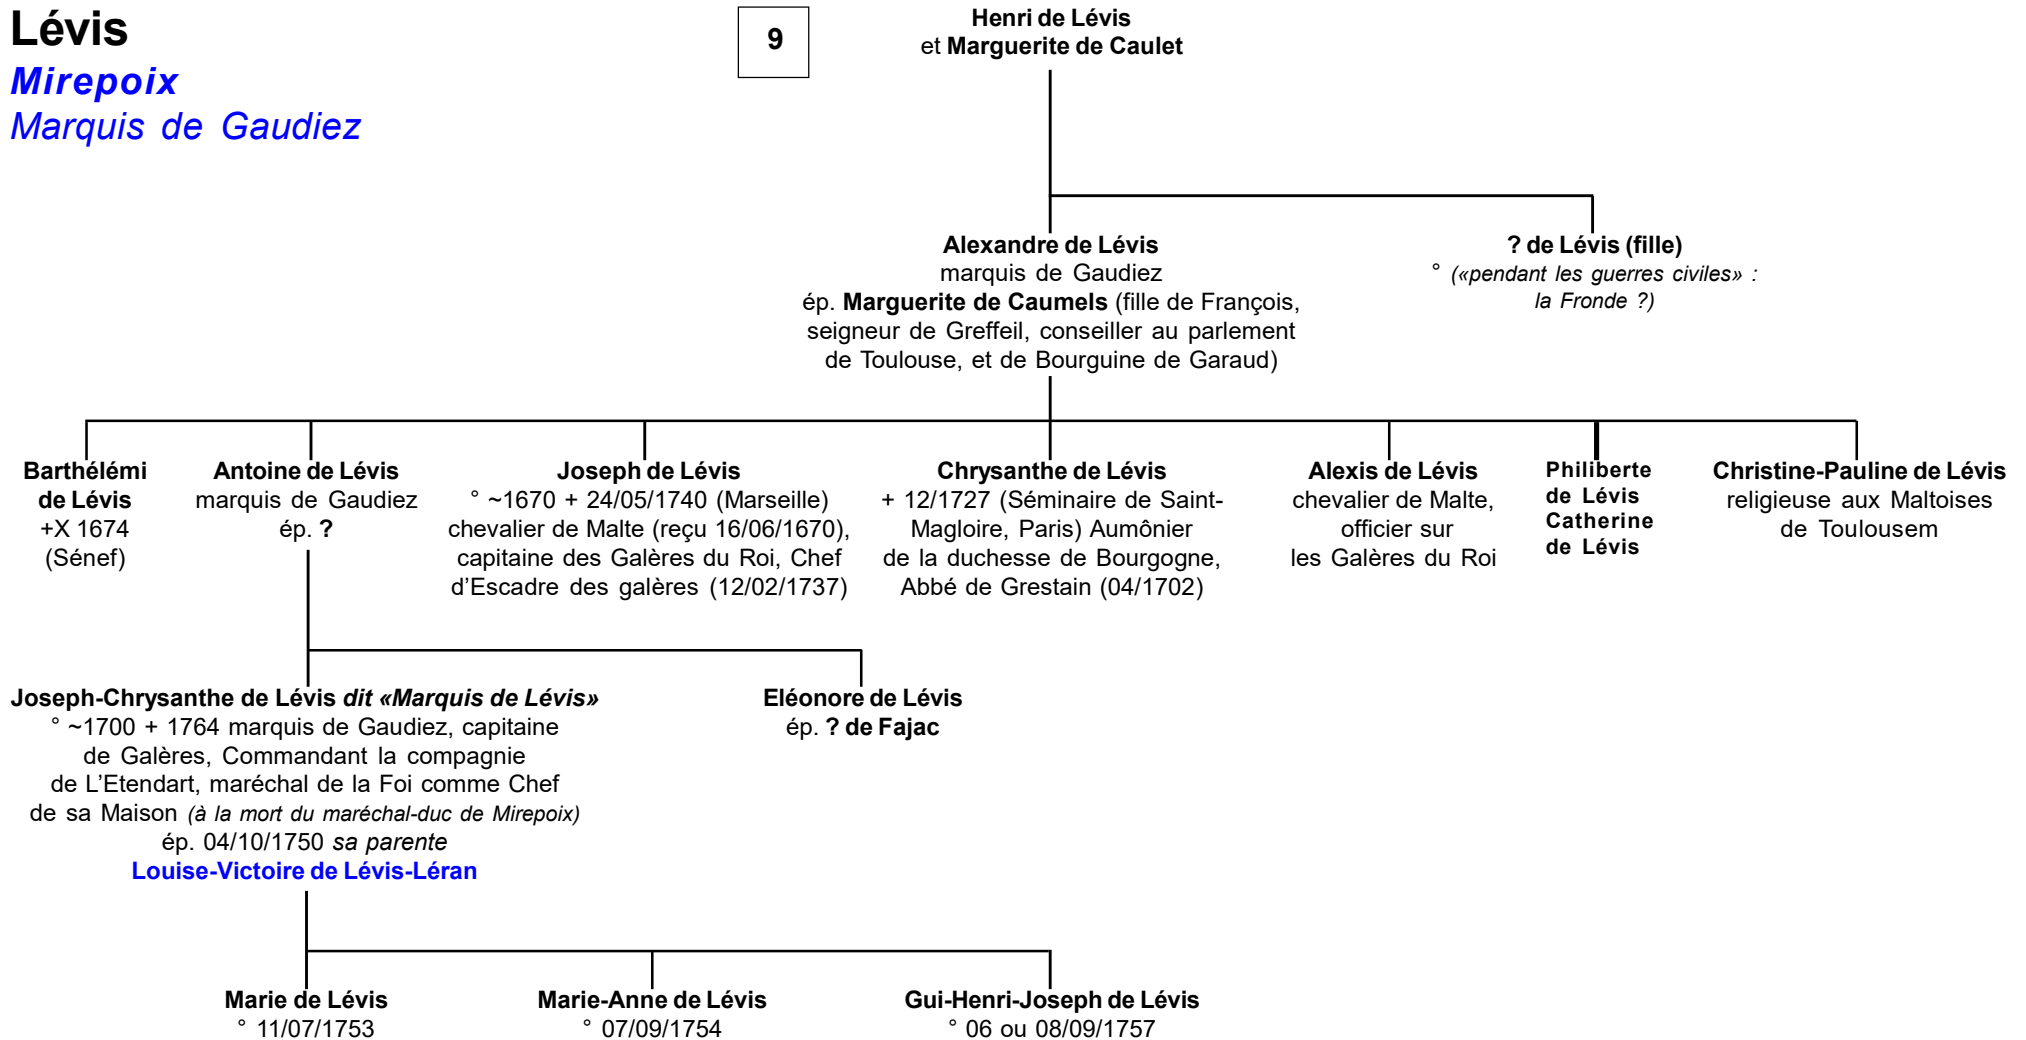 Lévis
Mirepoix
Marquis de Gaudiez
9
Henri de Lévis
et Marguerite de Caulet
Alexandre de Lévis
marquis de Gaudiez
ép. Marguerite de Caumels (fille de François,
seigneur de Greffeil, conseiller au parlement
de Toulouse, et de Bourguine de Garaud)
? de Lévis (fille)
° («pendant les guerres civiles» :
la Fronde ?)
Barthélémi
de Lévis
+X 1674
(Sénef)
Antoine de Lévis
marquis de Gaudiez
ép. ?
Joseph de Lévis
° ~1670 + 24/05/1740 (Marseille)
chevalier de Malte (reçu 16/06/1670),
capitaine des Galères du Roi, Chef
d’Escadre des galères (12/02/1737)
Chrysanthe de Lévis
+ 12/1727 (Séminaire de Saint-
Magloire, Paris) Aumônier
de la duchesse de Bourgogne,
Abbé de Grestain (04/1702)
Alexis de Lévis
chevalier de Malte,
officier sur
les Galères du Roi
Philiberte
de Lévis
Catherine
de Lévis
Christine-Pauline de Lévis
religieuse aux Maltoises
de Toulousem
Joseph-Chrysanthe de Lévis dit «Marquis de Lévis»
° ~1700 + 1764 marquis de Gaudiez, capitaine
de Galères, Commandant la compagnie
de L’Etendart, maréchal de la Foi comme Chef
de sa Maison (à la mort du maréchal-duc de Mirepoix)
ép. 04/10/1750 sa parente
Louise-Victoire de Lévis-Léran
Eléonore de Lévis
ép. ? de Fajac
Marie de Lévis
° 11/07/1753
Marie-Anne de Lévis
° 07/09/1754
Gui-Henri-Joseph de Lévis
° 06 ou 08/09/1757